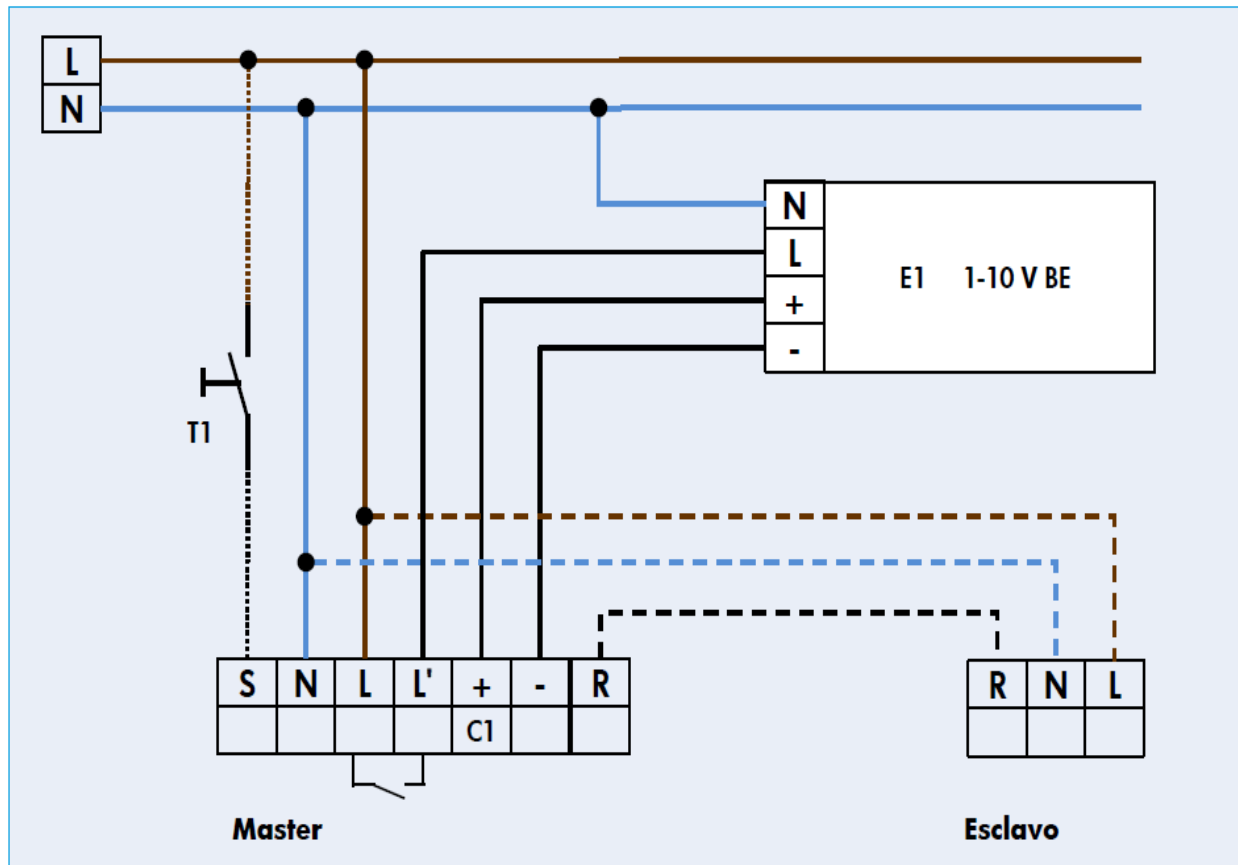 L
N
N
L
E1 1-10 V BE
+
-
T1
S N L L' + - R
R N L
C1
Master
Esclavo